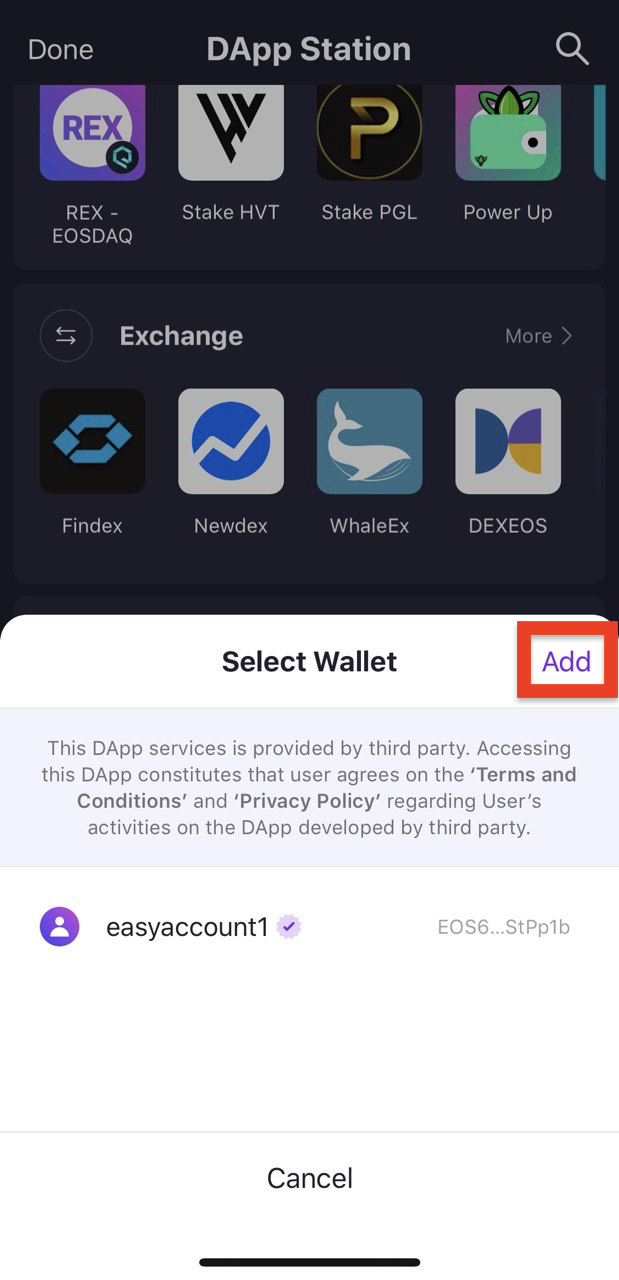 Done
DApp Station
REX
REX -
EOSDAQ
Stake HVT
Stake PGL
Power Up
Exchange
More
Findex
Newdex
WhaleEx
DEXEOS
Select Wallet
Add
This DApp services is provided by third party. Accessing
this DApp constitutes that user agrees on the ‘Terms and
Conditions’ and ‘Privacy Policy’ regarding User’s
activities on the DApp developed by third party.
easyaccount1
EOS6...StPp1b
Cancel